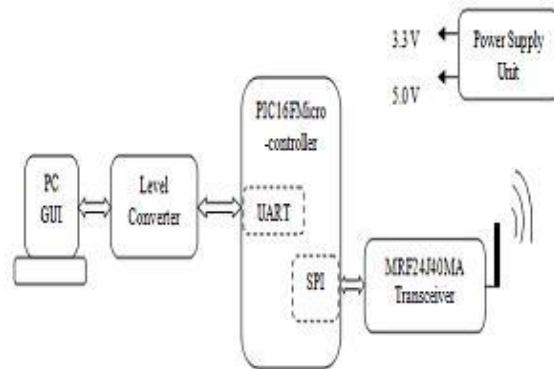 3.3 V
5.0 V
Power Supply
Unit
PIC16FMicro
-controller
PC
GUI
Level
Converter
UART
SPI
MRF24J40MA
Transceiver